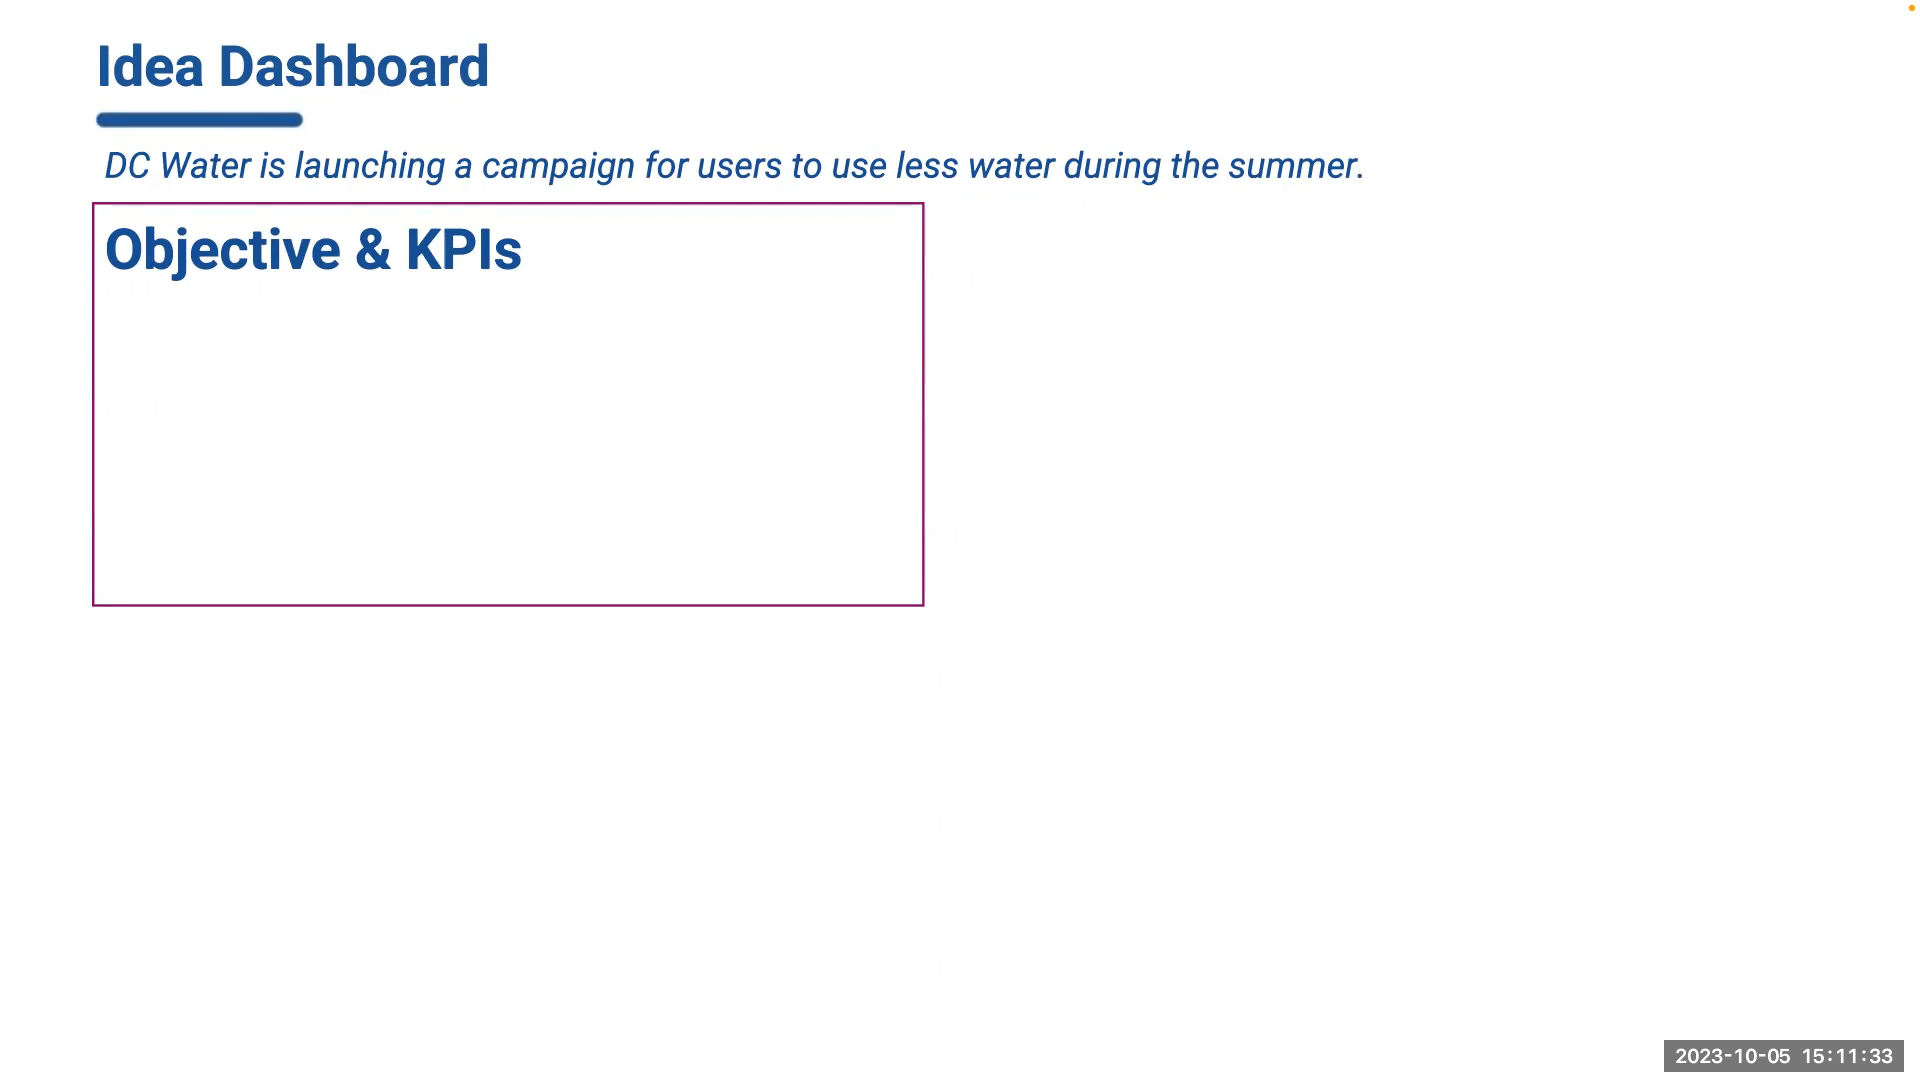 Idea Dashboard
DC Water is launching a campaign for users to use less water during the summer.
Objective & KPIs
2023-10-05 15:11:33